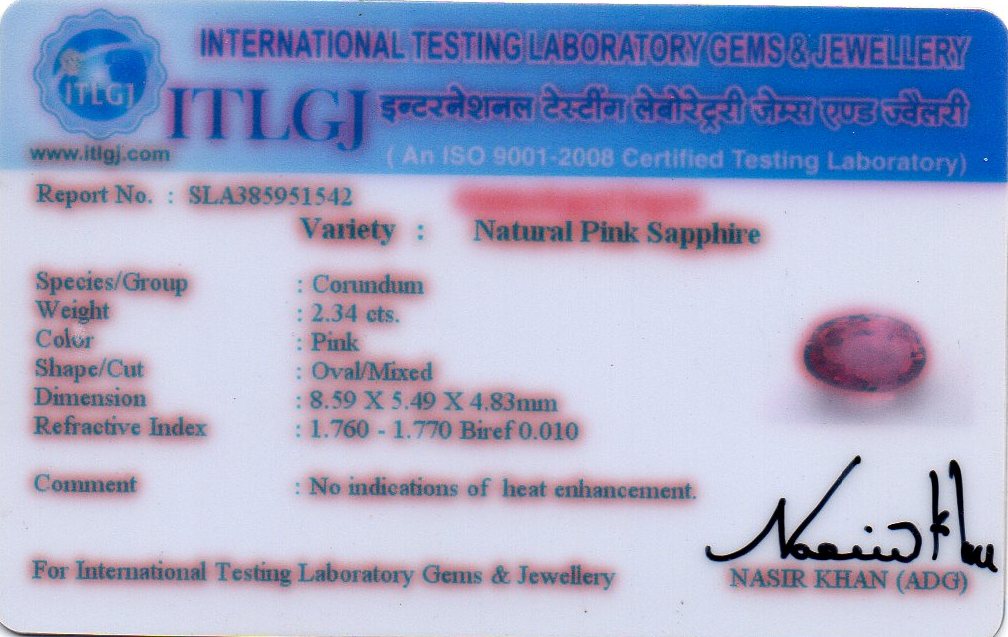 INTERNATIONAL TESTING LABORATORY GEMS & JEWELLERY
ITLGJ
ITLGJ इन्टरनेशनल टेस्टींग लेबोरेट्ररी जेम्स एण्ड ज्वैलरी
www.itlgj.com
( An ISO 9001-2008 Certified Testing Laboratory)
Report No. : SLA385951542
Variety : Natural Pink Sapphire
Species/Group : Corundum
Weight : 2.34 cts.
Color : Pink
Shape/Cut : Oval/Mixed
Dimension : 8.59 X 5.49 X 4.83mm
Refractive Index : 1.760 - 1.770 Biref 0.010
Comment : No indications of heat enhancement.
Nasir Khan
For International Testing Laboratory Gems & Jewellery
NASIR KHAN (ADG)